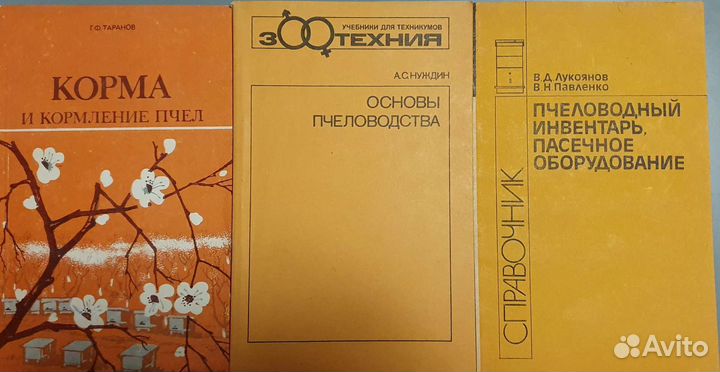 Г.Ф. ТАРАНОВ
КОРМА
И КОРМЛЕНИЕ ПЧЕЛ
УЧЕБНИКИ ДЛЯ ТЕХНИКУМОВ
ЗООТЕХНИЯ
А.С. НУЖДИН
ОСНОВЫ
ПЧЕЛОВОДСТВА
В.Д. Лукоянов
В.Н. Павленко
ПЧЕЛОВОДНЫЙ
ИНВЕНТАРЬ,
ПАСЕЧНОЕ
ОБОРУДОВАНИЕ
СПРАВОЧНИК
Avito